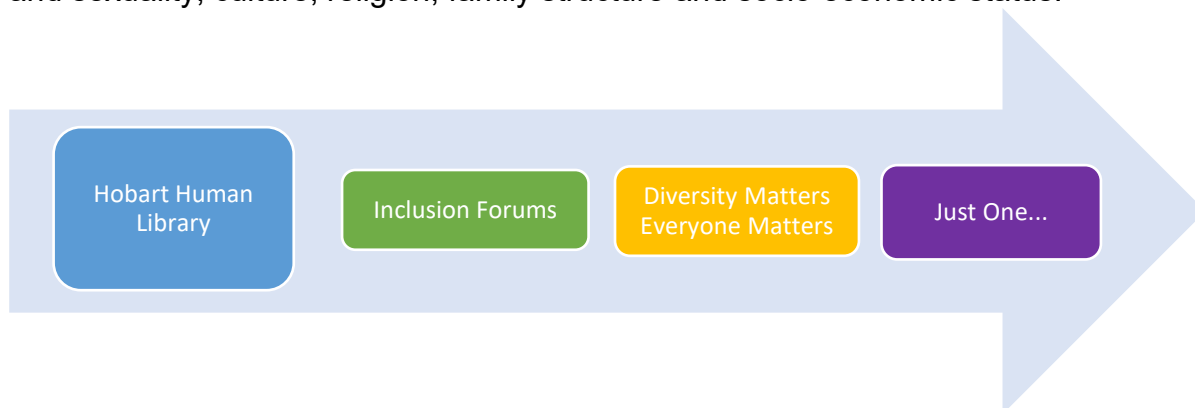 and sexuality, culture, religion, family structure and socio-economic status.
Hobart Human
Library
Inclusion Forums
Diversity Matters
Everyone Matters
Just One...